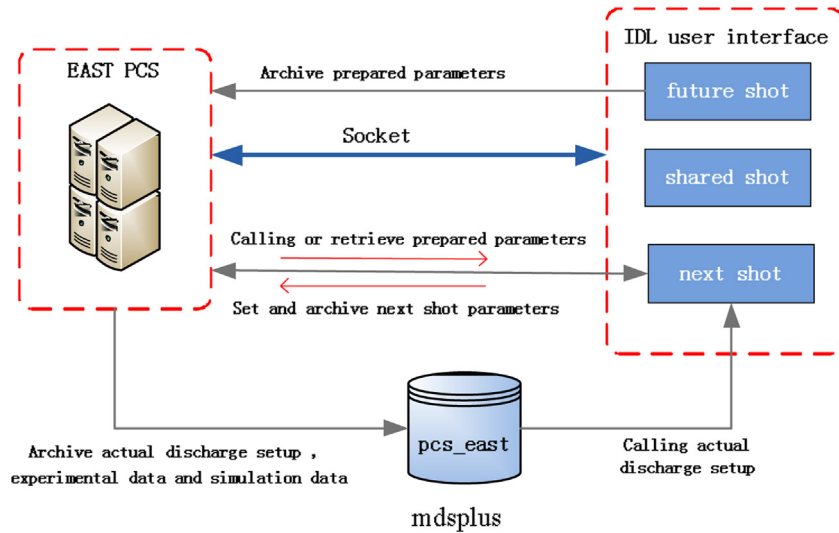 IDL user interface
EAST PCS
Archive prepared parameters
future shot
Socket
shared shot
Calling or retrieve prepared parameters
next shot
Set and archive next shot parameters
pcs_east
Archive actual discharge setup ,
experimental data and simulation data
Calling actual
discharge setup
mdsplus